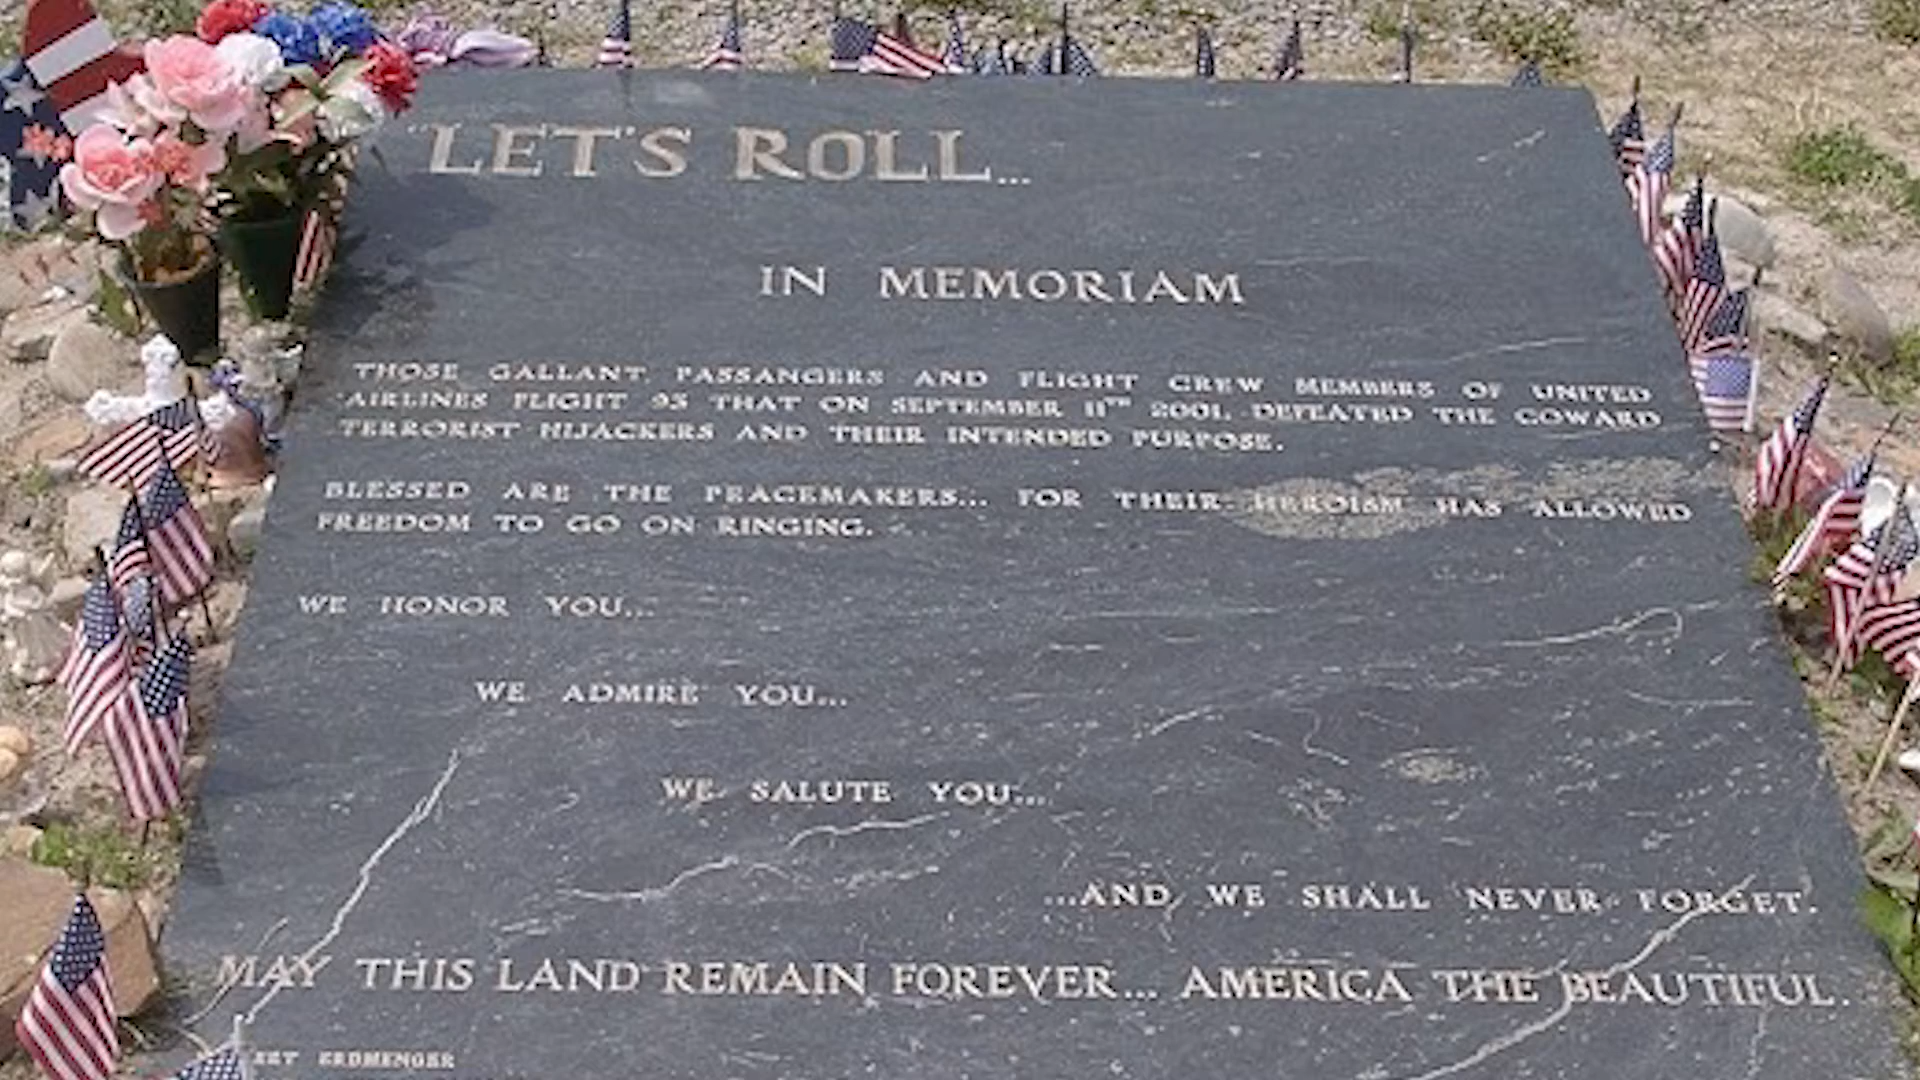 "LET'S ROLL...
IN MEMORIAM
THOSE GALLANT PASSANGERS AND FLIGHT CREW MEMBERS OF UNITED
AIRLINES FLIGHT 93 THAT ON SEPTEMBER 11TH 2001, DEFEATED THE COWARD
TERRORIST HIJACKERS AND THEIR INTENDED PURPOSE.
BLESSED ARE THE PEACEMAKERS... FOR THEIR HEROISM HAS ALLOWED
FREEDOM TO GO ON RINGING.
WE HONOR YOU...
WE ADMIRE YOU...
WE SALUTE YOU...
...AND WE SHALL NEVER FORGET.
MAY THIS LAND REMAIN FOREVER... AMERICA THE BEAUTIFUL.
ERDMENGER